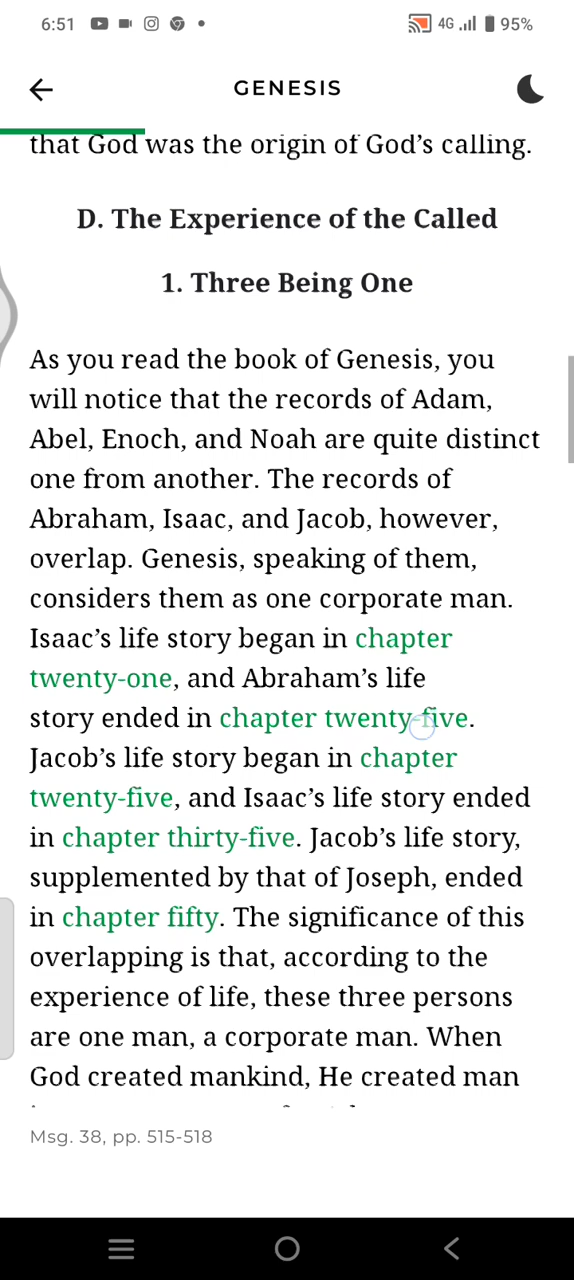 6:51
4G
95%
GENESIS
that God was the origin of God’s calling.
D. The Experience of the Called
1. Three Being One
As you read the book of Genesis, you
will notice that the records of Adam,
Abel, Enoch, and Noah are quite distinct
one from another. The records of
Abraham, Isaac, and Jacob, however,
overlap. Genesis, speaking of them,
considers them as one corporate man.
Isaac’s life story began in chapter
twenty-one, and Abraham’s life
story ended in chapter twenty-five.
Jacob’s life story began in chapter
twenty-five, and Isaac’s life story ended
in chapter thirty-five. Jacob’s life story,
supplemented by that of Joseph, ended
in chapter fifty. The significance of this
overlapping is that, according to the
experience of life, these three persons
are one man, a corporate man. When
God created mankind, He created man
Msg. 38, pp. 515-518